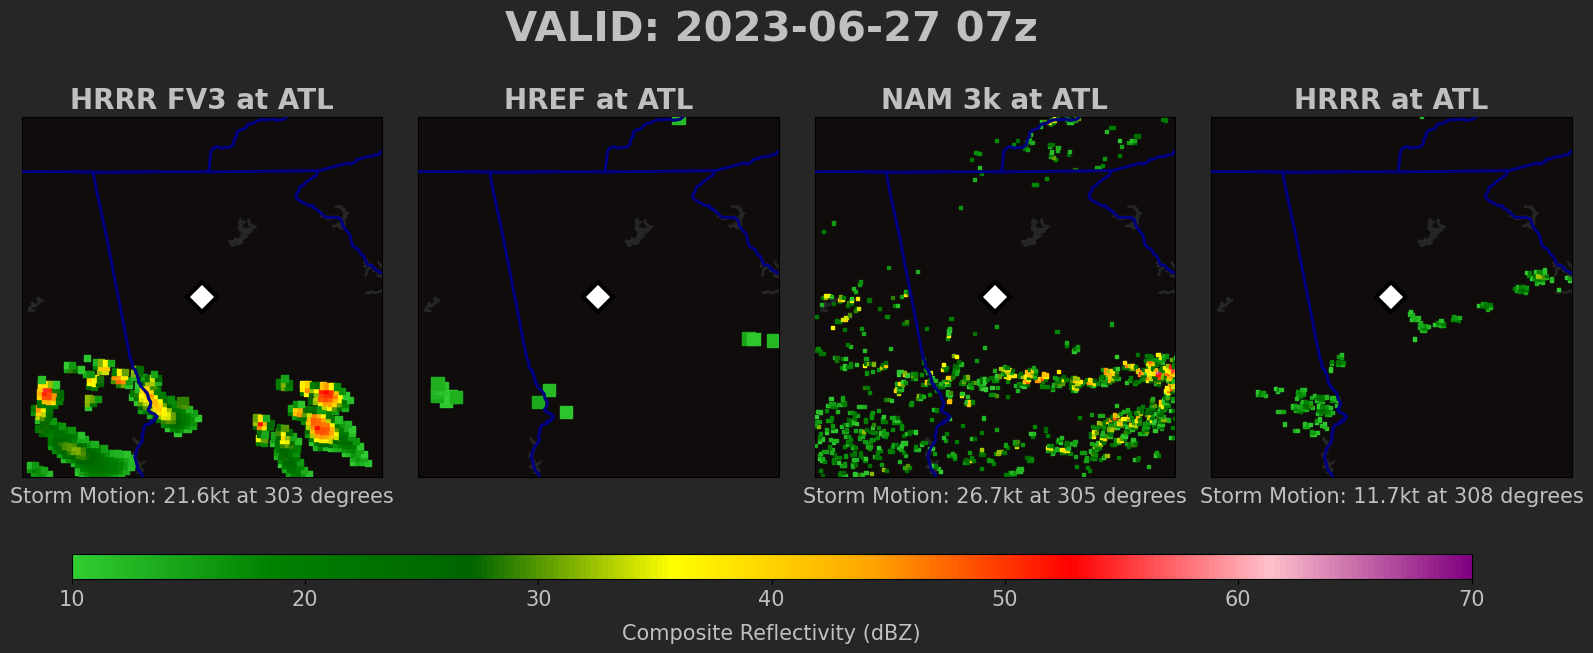 VALID: 2023-06-27 07z
HRRR FV3 at ATL
HREF at ATL
NAM 3k at ATL
HRRR at ATL
Storm Motion: 21.6kt at 303 degrees
Storm Motion: 26.7kt at 305 degrees
Storm Motion: 11.7kt at 308 degrees
10 20 30 40 50 60 70
Composite Reflectivity (dBZ)